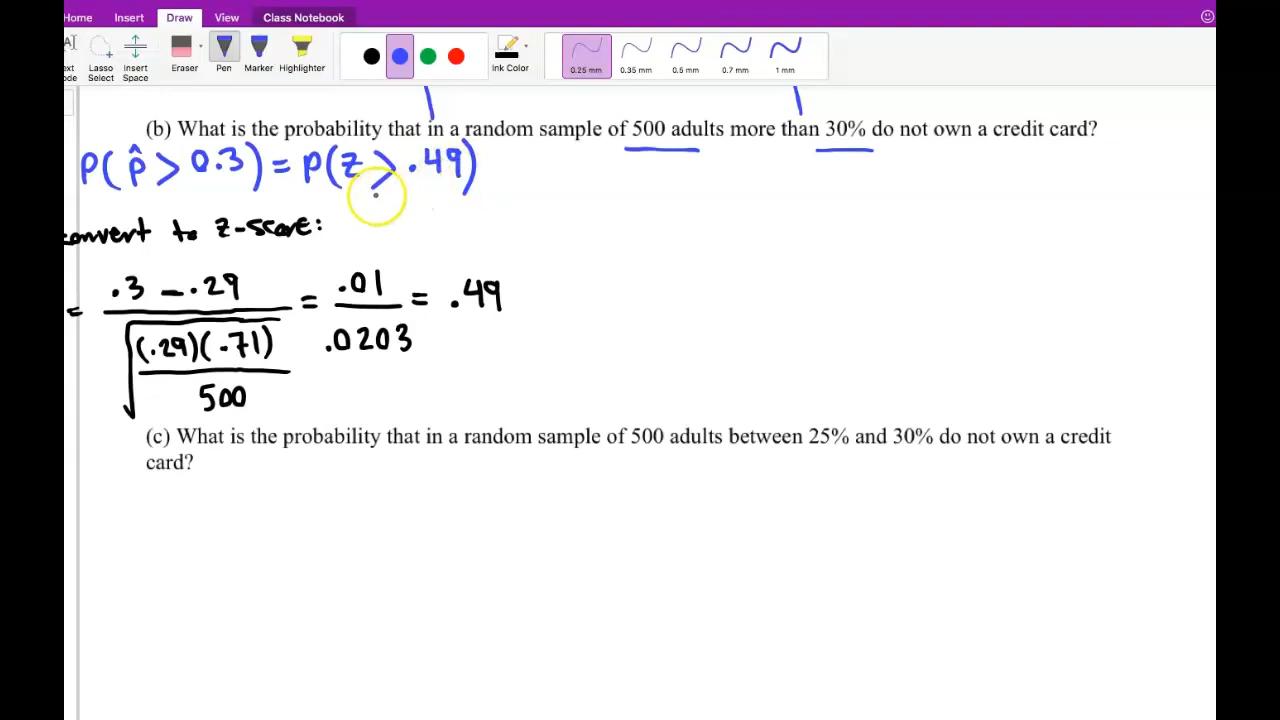 Home Insert Draw View Class Notebook
Lasso Select
Insert Space
Eraser
Pen
Marker
Highlighter
Ink Color
0.25 mm
0.35 mm
0.5 mm
0.7 mm
1 mm
(b) What is the probability that in a random sample of 500 adults more than 30% do not own a credit card?
P(p̂ > 0.3) = P(z > .49)
convert to z-score:
= .3 - .29 / √((.29)(.71) / 500) = .01 / .0203 = .49
(c) What is the probability that in a random sample of 500 adults between 25% and 30% do not own a credit
card?